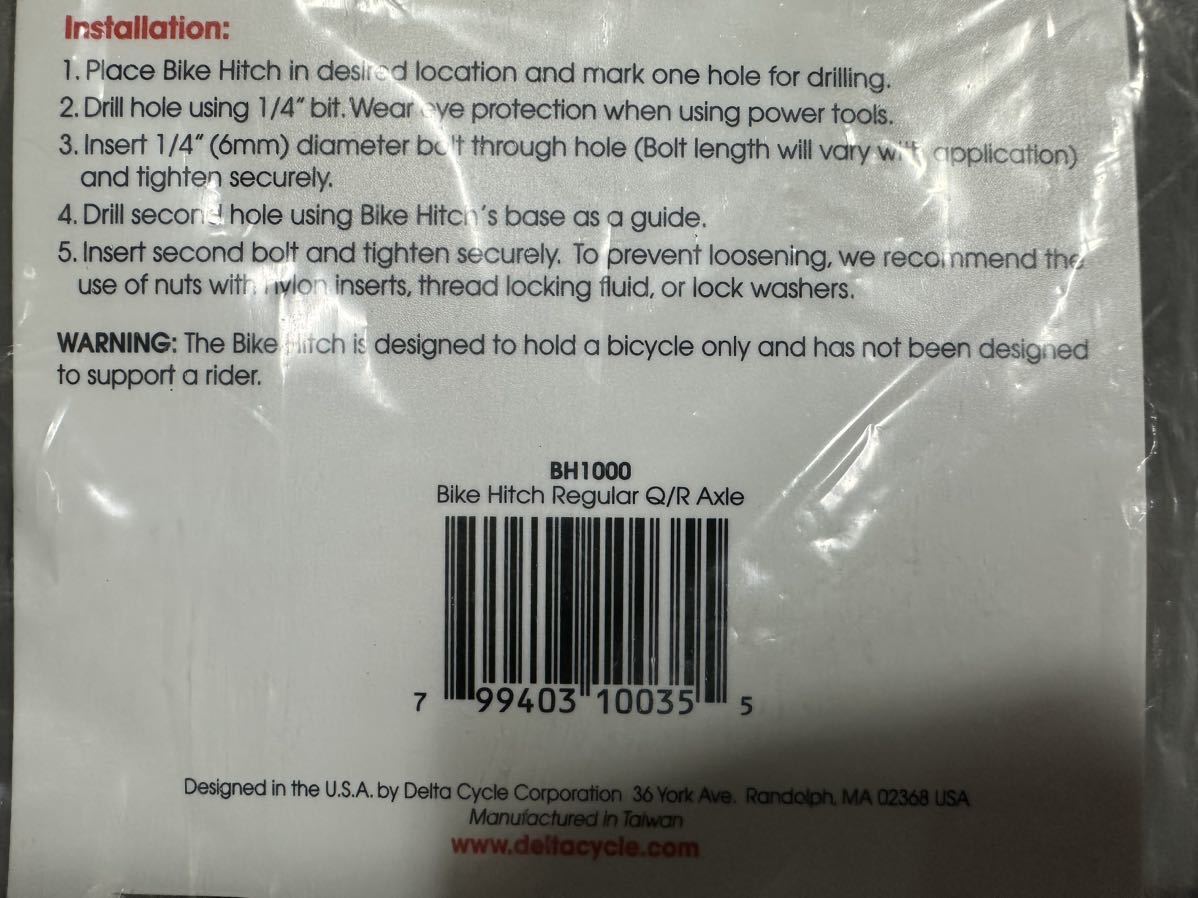 Installation:
1. Place Bike Hitch in desired location and mark one hole for drilling.
2. Drill hole using 1/4" bit. Wear eye protection when using power tools.
3. Insert 1/4" (6mm) diameter bolt through hole (Bolt length will vary with application)
and tighten securely.
4. Drill second hole using Bike Hitch's base as a guide.
5. Insert second bolt and tighten securely. To prevent loosening, we recommend the
use of nuts with nylon inserts, thread locking fluid, or lock washers.
WARNING: The Bike Hitch is designed to hold a bicycle only and has not been designed
to support a rider.
BH1000
Bike Hitch Regular Q/R Axle
7 99403 10035 5
Designed in the U.S.A. by Delta Cycle Corporation 36 York Ave. Randolph, MA 02368 USA
Manufactured in Taiwan
www.deltacycle.com